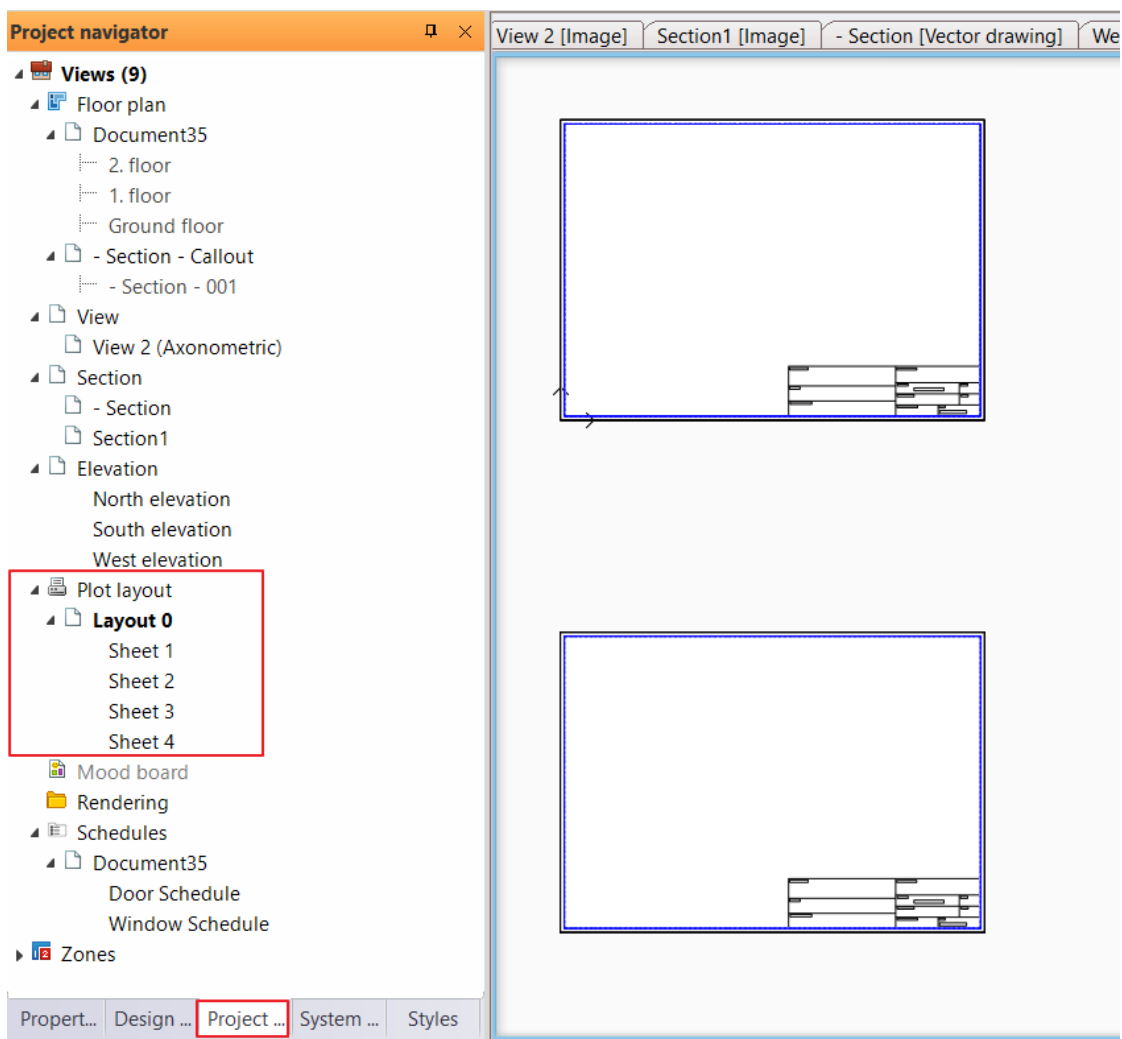 Project navigator
View 2 [Image]
Section1 [Image]
- Section [Vector drawing]
We
Views (9)
Floor plan
Document35
2. floor
1. floor
Ground floor
- Section - Callout
- Section - 001
View
View 2 (Axonometric)
Section
- Section
Section1
Elevation
North elevation
South elevation
West elevation
Plot layout
Layout 0
Sheet 1
Sheet 2
Sheet 3
Sheet 4
Mood board
Rendering
Schedules
Document35
Door Schedule
Window Schedule
Zones
Propert... Design ... Project ... System ... Styles